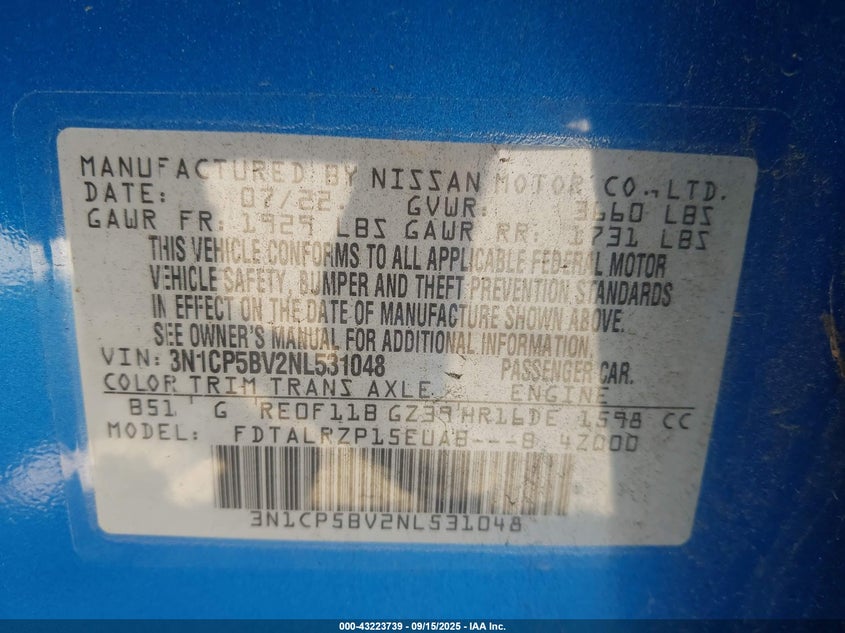 MANUFACTURED BY NISSAN MOTOR CO., LTD.
DATE: 07/22 GVWR: 3660 LBS
GAWR FR: 1929 LBS GAWR RR: 1731 LBS
THIS VEHICLE CONFORMS TO ALL APPLICABLE FEDERAL MOTOR
VEHICLE SAFETY, BUMPER AND THEFT PREVENTION STANDARDS
IN EFFECT ON THE DATE OF MANUFACTURE SHOWN ABOVE.
SEE OWNER'S MANUAL FOR ADDITIONAL INFORMATION.
VIN: 3N1CP5BV2NL531048 PASSENGER CAR.
COLOR TRIM TRANS AXLE ENGINE
B51 G RE0F11B GZ39 HR16DE 1598 CC
MODEL: FDTALRZP15EUAB---B 4Z000
3N1CP5BV2NL531048
000-43223739 - 09/15/2025 - IAA Inc.